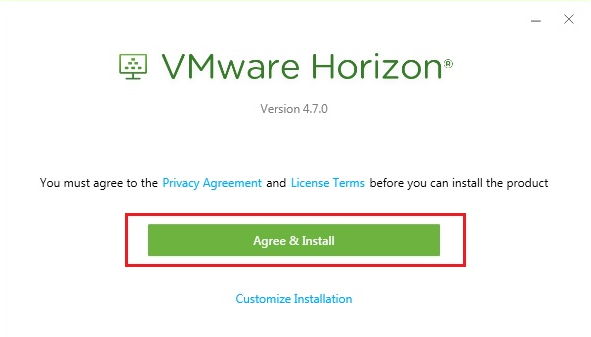 VMware Horizon®
Version 4.7.0
You must agree to the Privacy Agreement and License Terms before you can install the product
Agree & Install
Customize Installation